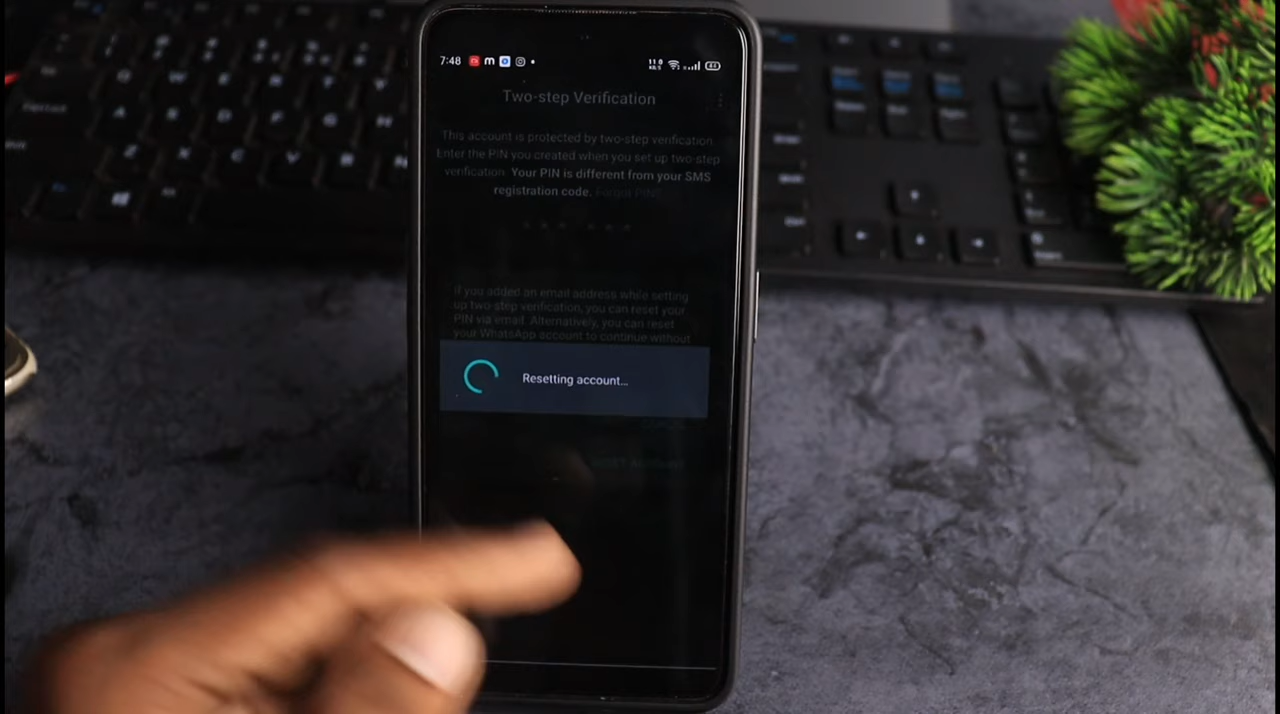 7:48
Two-step Verification
This account is protected by two-step verification.
Enter the PIN you created when you set up two-step
verification. Your PIN is different from your SMS
registration code. Forgot PIN?
If you added an email address while setting
up two-step verification, you can reset your
PIN via email. Alternatively, you can reset
your WhatsApp account to continue without
Resetting account...